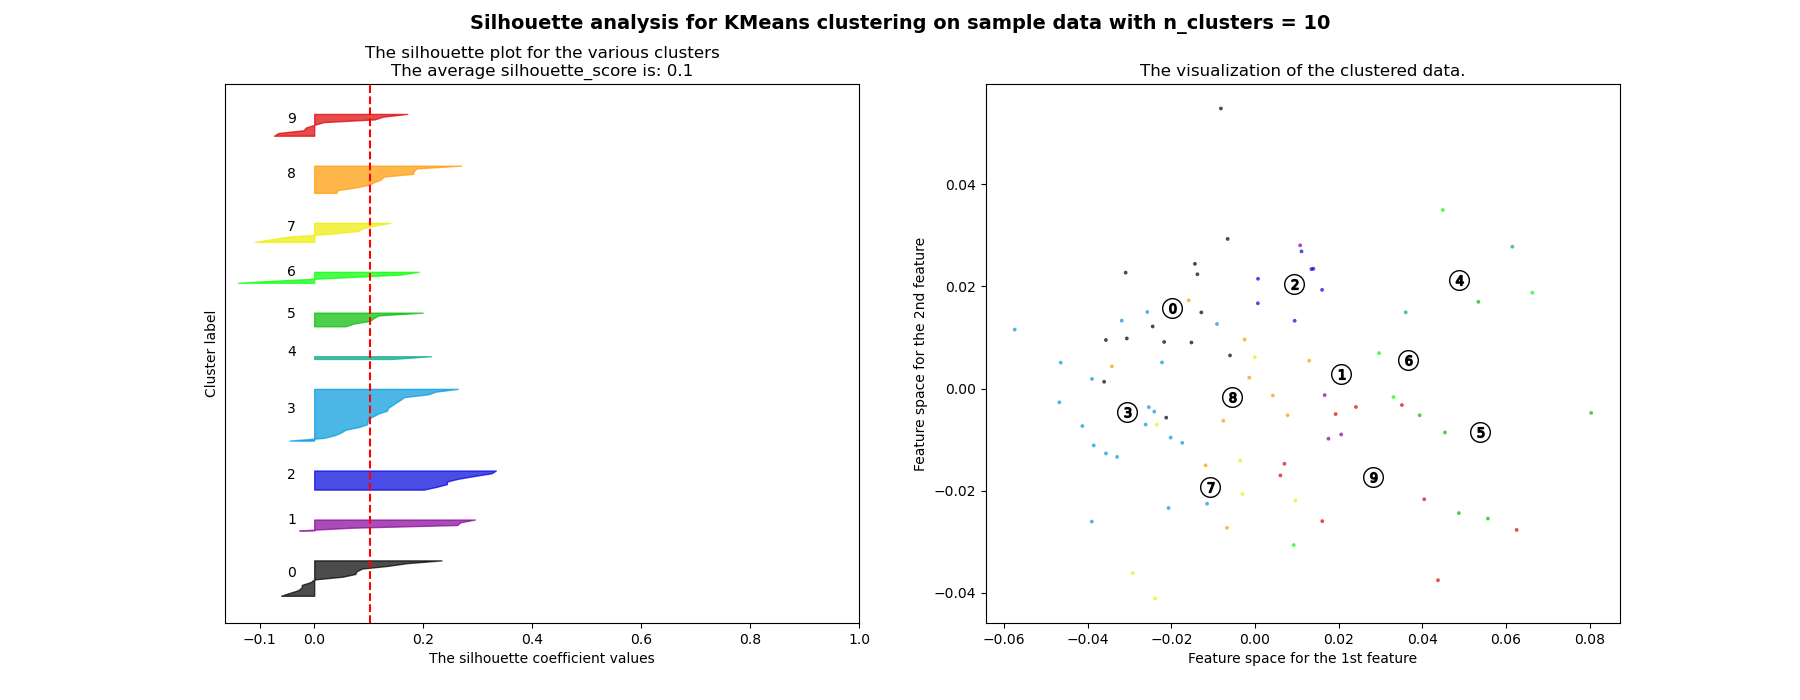 Silhouette analysis for KMeans clustering on sample data with n_clusters = 10
The silhouette plot for the various clusters
The average silhouette_score is: 0.1
9
8
7
6
5
4
3
2
1
0
Cluster label
−0.1 0.0 0.2 0.4 0.6 0.8 1.0
The silhouette coefficient values
The visualization of the clustered data.
0.04
0.02
0.00
−0.02
−0.04
Feature space for the 2nd feature
4
2
0
6
1
8
3
5
9
7
−0.06 −0.04 −0.02 0.00 0.02 0.04 0.06 0.08
Feature space for the 1st feature